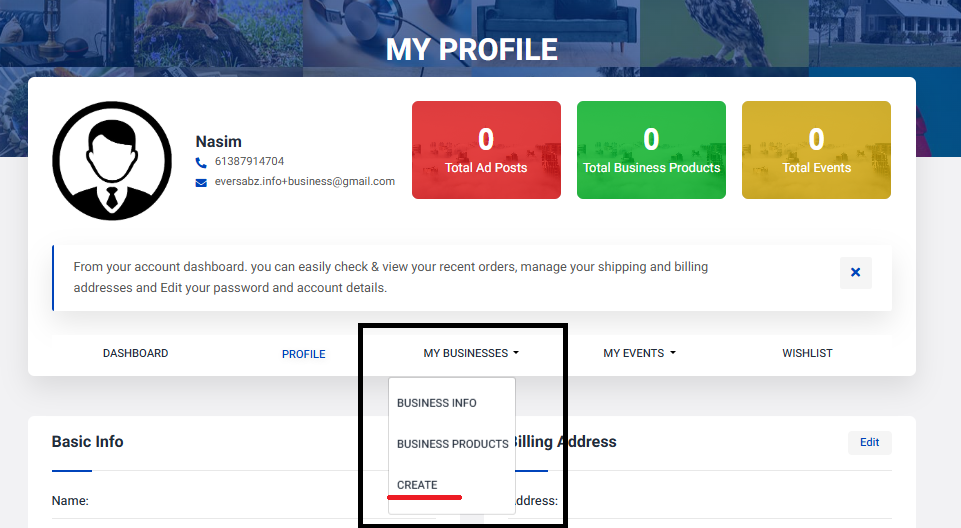 MY PROFILE
Nasim
61387914704
eversabz.info+business@gmail.com
0
Total Ad Posts
0
Total Business Products
0
Total Events
From your account dashboard. you can easily check & view your recent orders, manage your shipping and billing
addresses and Edit your password and account details.
DASHBOARD
PROFILE
MY BUSINESSES
MY EVENTS
WISHLIST
BUSINESS INFO
BUSINESS PRODUCTS
CREATE
Basic Info
Billing Address
Edit
Name:
ddress: